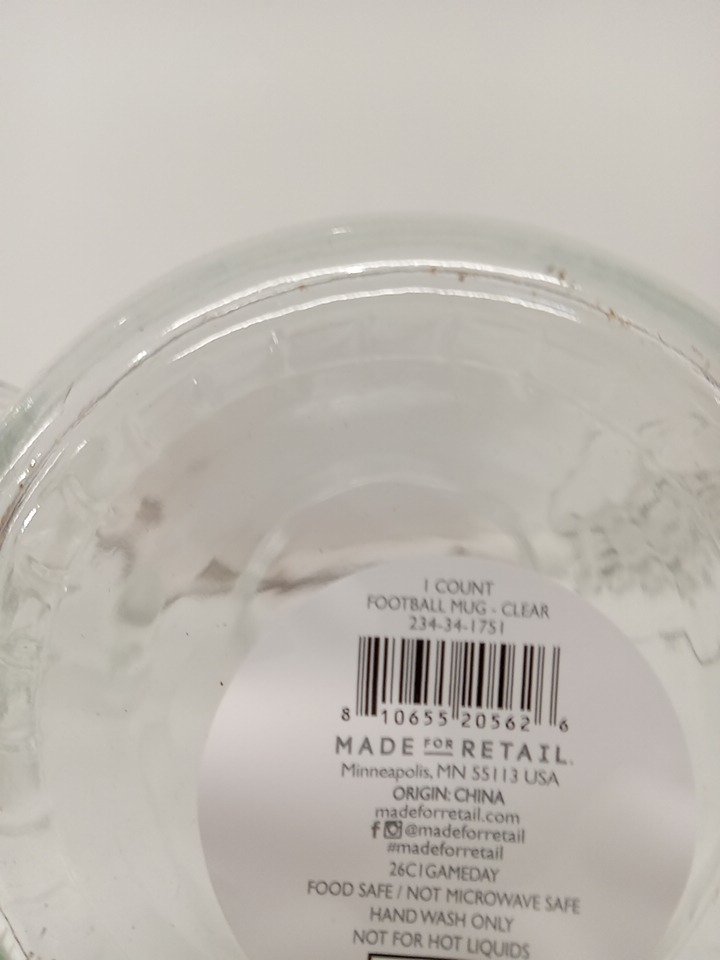 1 COUNT
FOOTBALL MUG - CLEAR
234-34-1751
8 10655 20562 6
MADE FOR RETAIL.
Minneapolis, MN 55113 USA
ORIGIN: CHINA
madeforretail.com
@madeforretail
#madeforretail
26C1GAMEDAY
FOOD SAFE / NOT MICROWAVE SAFE
HAND WASH ONLY
NOT FOR HOT LIQUIDS